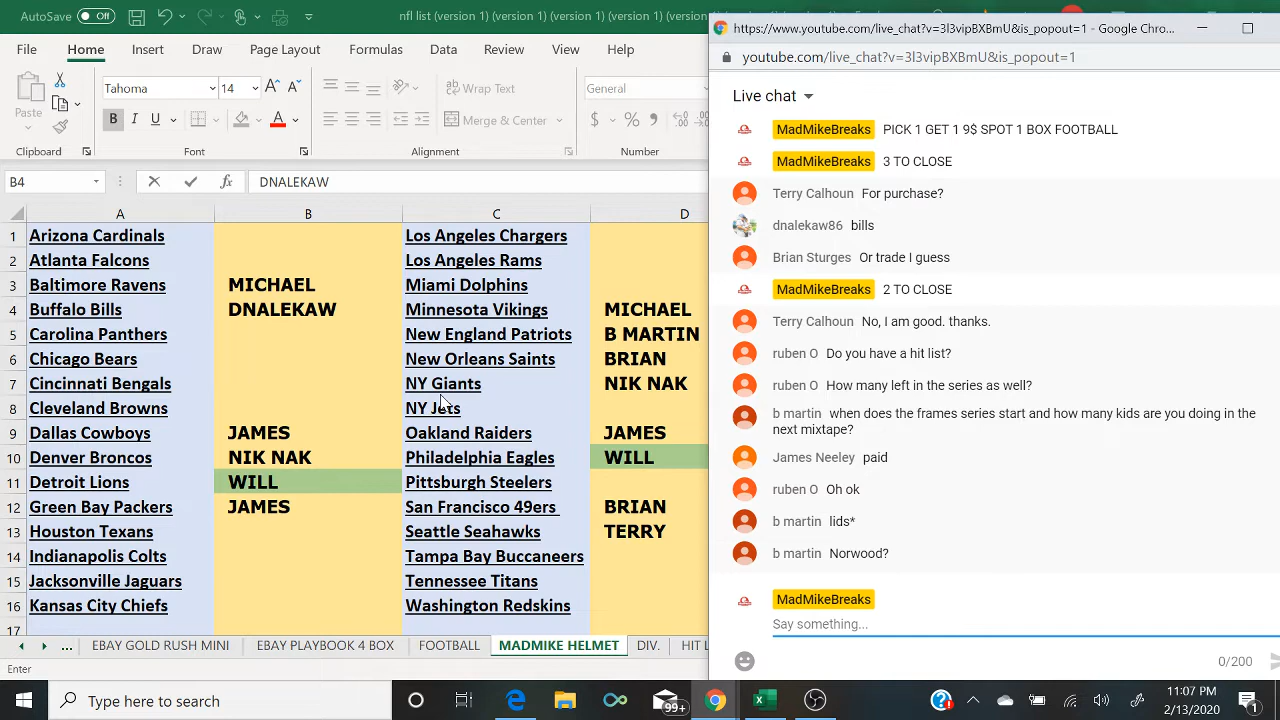 AutoSave Off
nfl list (version 1) (version 1) (version 1) (version 1)
File Home Insert Draw Page Layout Formulas Data Review View Help
Paste
Tahoma 14
B I U A
Wrap Text
Merge & Center
General
$ % 9
Clipboard Font Alignment Number
B4 fx DNALEKAW
A B C D
1 Arizona Cardinals Los Angeles Chargers
2 Atlanta Falcons Los Angeles Rams
3 Baltimore Ravens MICHAEL Miami Dolphins
4 Buffalo Bills DNALEKAW Minnesota Vikings MICHAEL
5 Carolina Panthers New England Patriots B MARTIN
6 Chicago Bears New Orleans Saints BRIAN
7 Cincinnati Bengals NY Giants NIK NAK
8 Cleveland Browns NY Jets
9 Dallas Cowboys JAMES Oakland Raiders JAMES
10 Denver Broncos NIK NAK Philadelphia Eagles WILL
11 Detroit Lions WILL Pittsburgh Steelers
12 Green Bay Packers JAMES San Francisco 49ers BRIAN
13 Houston Texans Seattle Seahawks TERRY
14 Indianapolis Colts Tampa Bay Buccaneers
15 Jacksonville Jaguars Tennessee Titans
16 Kansas City Chiefs Washington Redskins
17
... EBAY GOLD RUSH MINI EBAY PLAYBOOK 4 BOX FOOTBALL MADMIKE HELMET DIV. HIT L
Enter
https://www.youtube.com/live_chat?v=3l3vipBXBmU&is_popout=1 - Google Chro...
youtube.com/live_chat?v=3l3vipBXBmU&is_popout=1
Live chat
MadMikeBreaks PICK 1 GET 1 9$ SPOT 1 BOX FOOTBALL
MadMikeBreaks 3 TO CLOSE
Terry Calhoun For purchase?
dnalekaw86 bills
Brian Sturges Or trade I guess
MadMikeBreaks 2 TO CLOSE
Terry Calhoun No, I am good. thanks.
ruben O Do you have a hit list?
ruben O How many left in the series as well?
b martin when does the frames series start and how many kids are you doing in the
next mixtape?
James Neeley paid
ruben O Oh ok
b martin lids*
b martin Norwood?
MadMikeBreaks
Say something...
0/200
Type here to search
99+
11:07 PM
2/13/2020
1